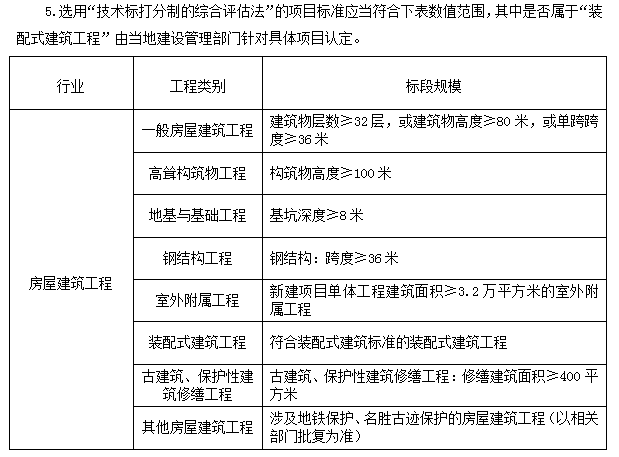 5.选用“技术标打分制的综合评估法”的项目标准应当符合下表数值范围,其中是否属于“装
配式建筑工程”由当地建设管理部门针对具体项目认定。
行业 工程类别 标段规模
房屋建筑工程
一般房屋建筑工程
建筑物层数≥32层，或建筑物高度≥80米，或单跨跨
度≥36米
高耸构筑物工程 构筑物高度≥100米
地基与基础工程 基坑深度≥8米
钢结构工程 钢结构：跨度≥36米
室外附属工程
新建项目单体工程建筑面积≥3.2万平方米的室外附
属工程
装配式建筑工程 符合装配式建筑标准的装配式建筑工程
古建筑、保护性建
筑修缮工程
古建筑、保护性建筑修缮工程：修缮建筑面积≥400平
方米
其他房屋建筑工程
涉及地铁保护、名胜古迹保护的房屋建筑工程（以相关
部门批复为准）